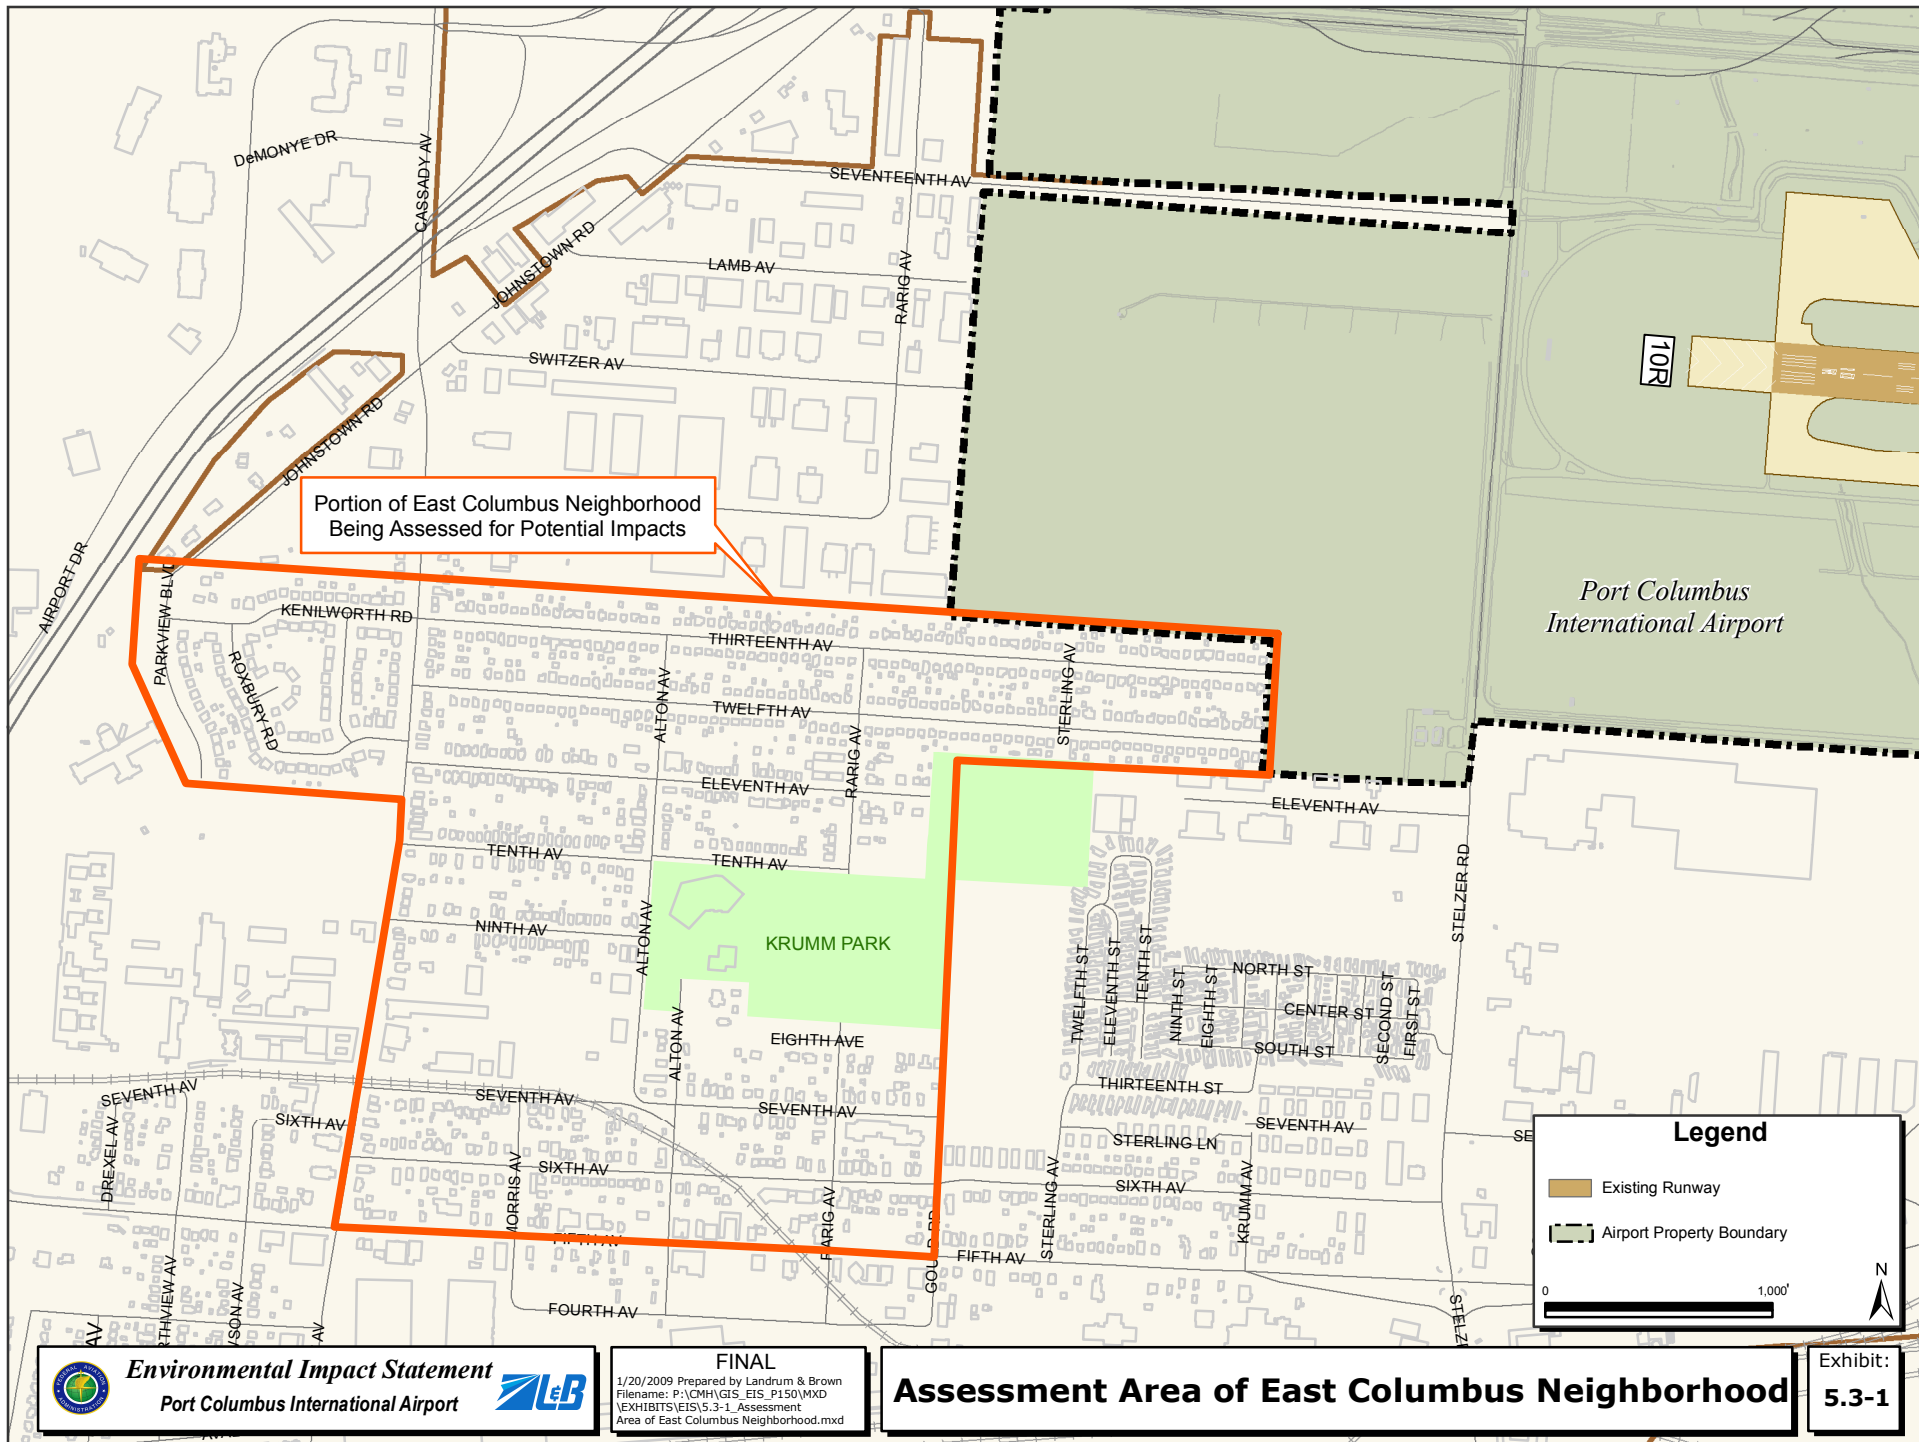 DeMONYE DR
CASSADY AV
SEVENTEENTH AV
JOHNSTOWN RD
LAMB AV
RARIG AV
SWITZER AV
10R
JOHNSTOWN RD
Portion of East Columbus Neighborhood
Being Assessed for Potential Impacts
AIRPORT DR
Port Columbus
International Airport
PARKVIEW BLVD
KENILWORTH RD
THIRTEENTH AV
ROXBURY RD
ALTON AV
STERLING AV
TWELFTH AV
RARIG AV
ELEVENTH AV
ELEVENTH AV
TENTH AV
TENTH AV
STELZER RD
NINTH AV
ALTON AV
KRUMM PARK
TWELFTH ST
ELEVENTH ST
TENTH ST
NINTH ST
EIGHTH ST
NORTH ST
CENTER ST
SECOND ST
FIRST ST
SOUTH ST
ALTON AV
EIGHTH AVE
THIRTEENTH ST
SEVENTH AV
SEVENTH AV
SEVENTH AV
SIXTH AV
DREXEL AV
SEVENTH AV
SE
STERLING LN
SIXTH AV
MORRIS AV
SIXTH AV
STERLING AV
KRUMM AV
RARIG AV
FIFTH AV
FIFTH AV
FOURTH AV
AV
AV
Legend
Existing Runway
Airport Property Boundary
0 1,000'
N
Environmental Impact Statement
Port Columbus International Airport
FEDERAL AVIATION
ADMINISTRATION
L&B
FINAL
1/20/2009 Prepared by Landrum & Brown
Filename: P:\CMH\GIS_EIS_P150\MXD
\EXHIBITS\EIS\5.3-1_Assessment
Area of East Columbus Neighborhood.mxd
Assessment Area of East Columbus Neighborhood
Exhibit:
5.3-1